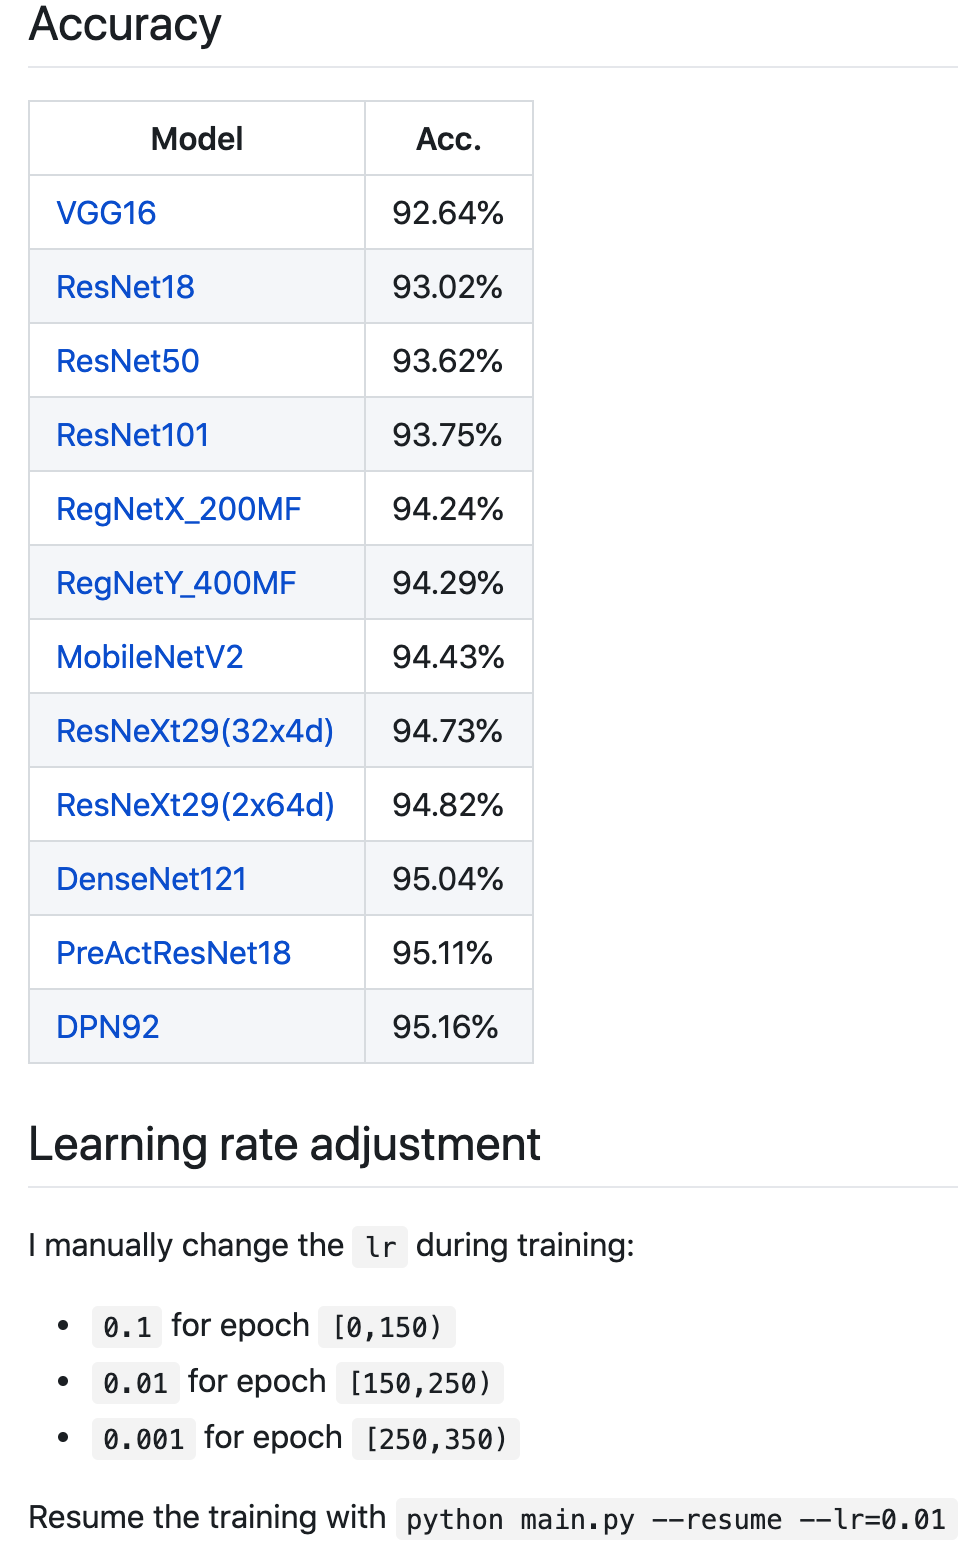 Accuracy
Model Acc.
VGG16 92.64%
ResNet18 93.02%
ResNet50 93.62%
ResNet101 93.75%
RegNetX_200MF 94.24%
RegNetY_400MF 94.29%
MobileNetV2 94.43%
ResNeXt29(32x4d) 94.73%
ResNeXt29(2x64d) 94.82%
DenseNet121 95.04%
PreActResNet18 95.11%
DPN92 95.16%
Learning rate adjustment
I manually change the lr during training:
• 0.1 for epoch [0,150)
• 0.01 for epoch [150,250)
• 0.001 for epoch [250,350)
Resume the training with python main.py --resume --lr=0.01